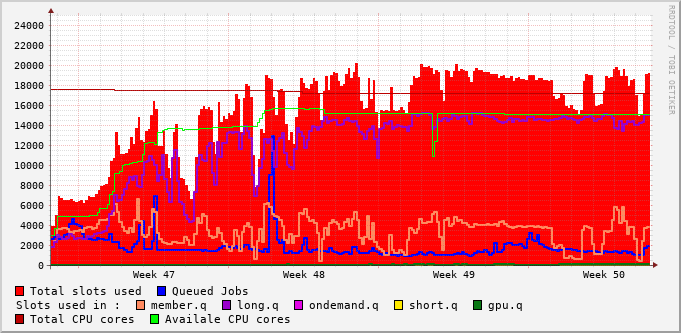 24000
22000
20000
18000
16000
14000
12000
10000
8000
6000
4000
2000
0
Week 47 Week 48 Week 49 Week 50
Total slots used Queued Jobs
Slots used in : member.q long.q ondemand.q short.q gpu.q
Total CPU cores Availale CPU cores
RRDTOOL / TOBI OETIKER